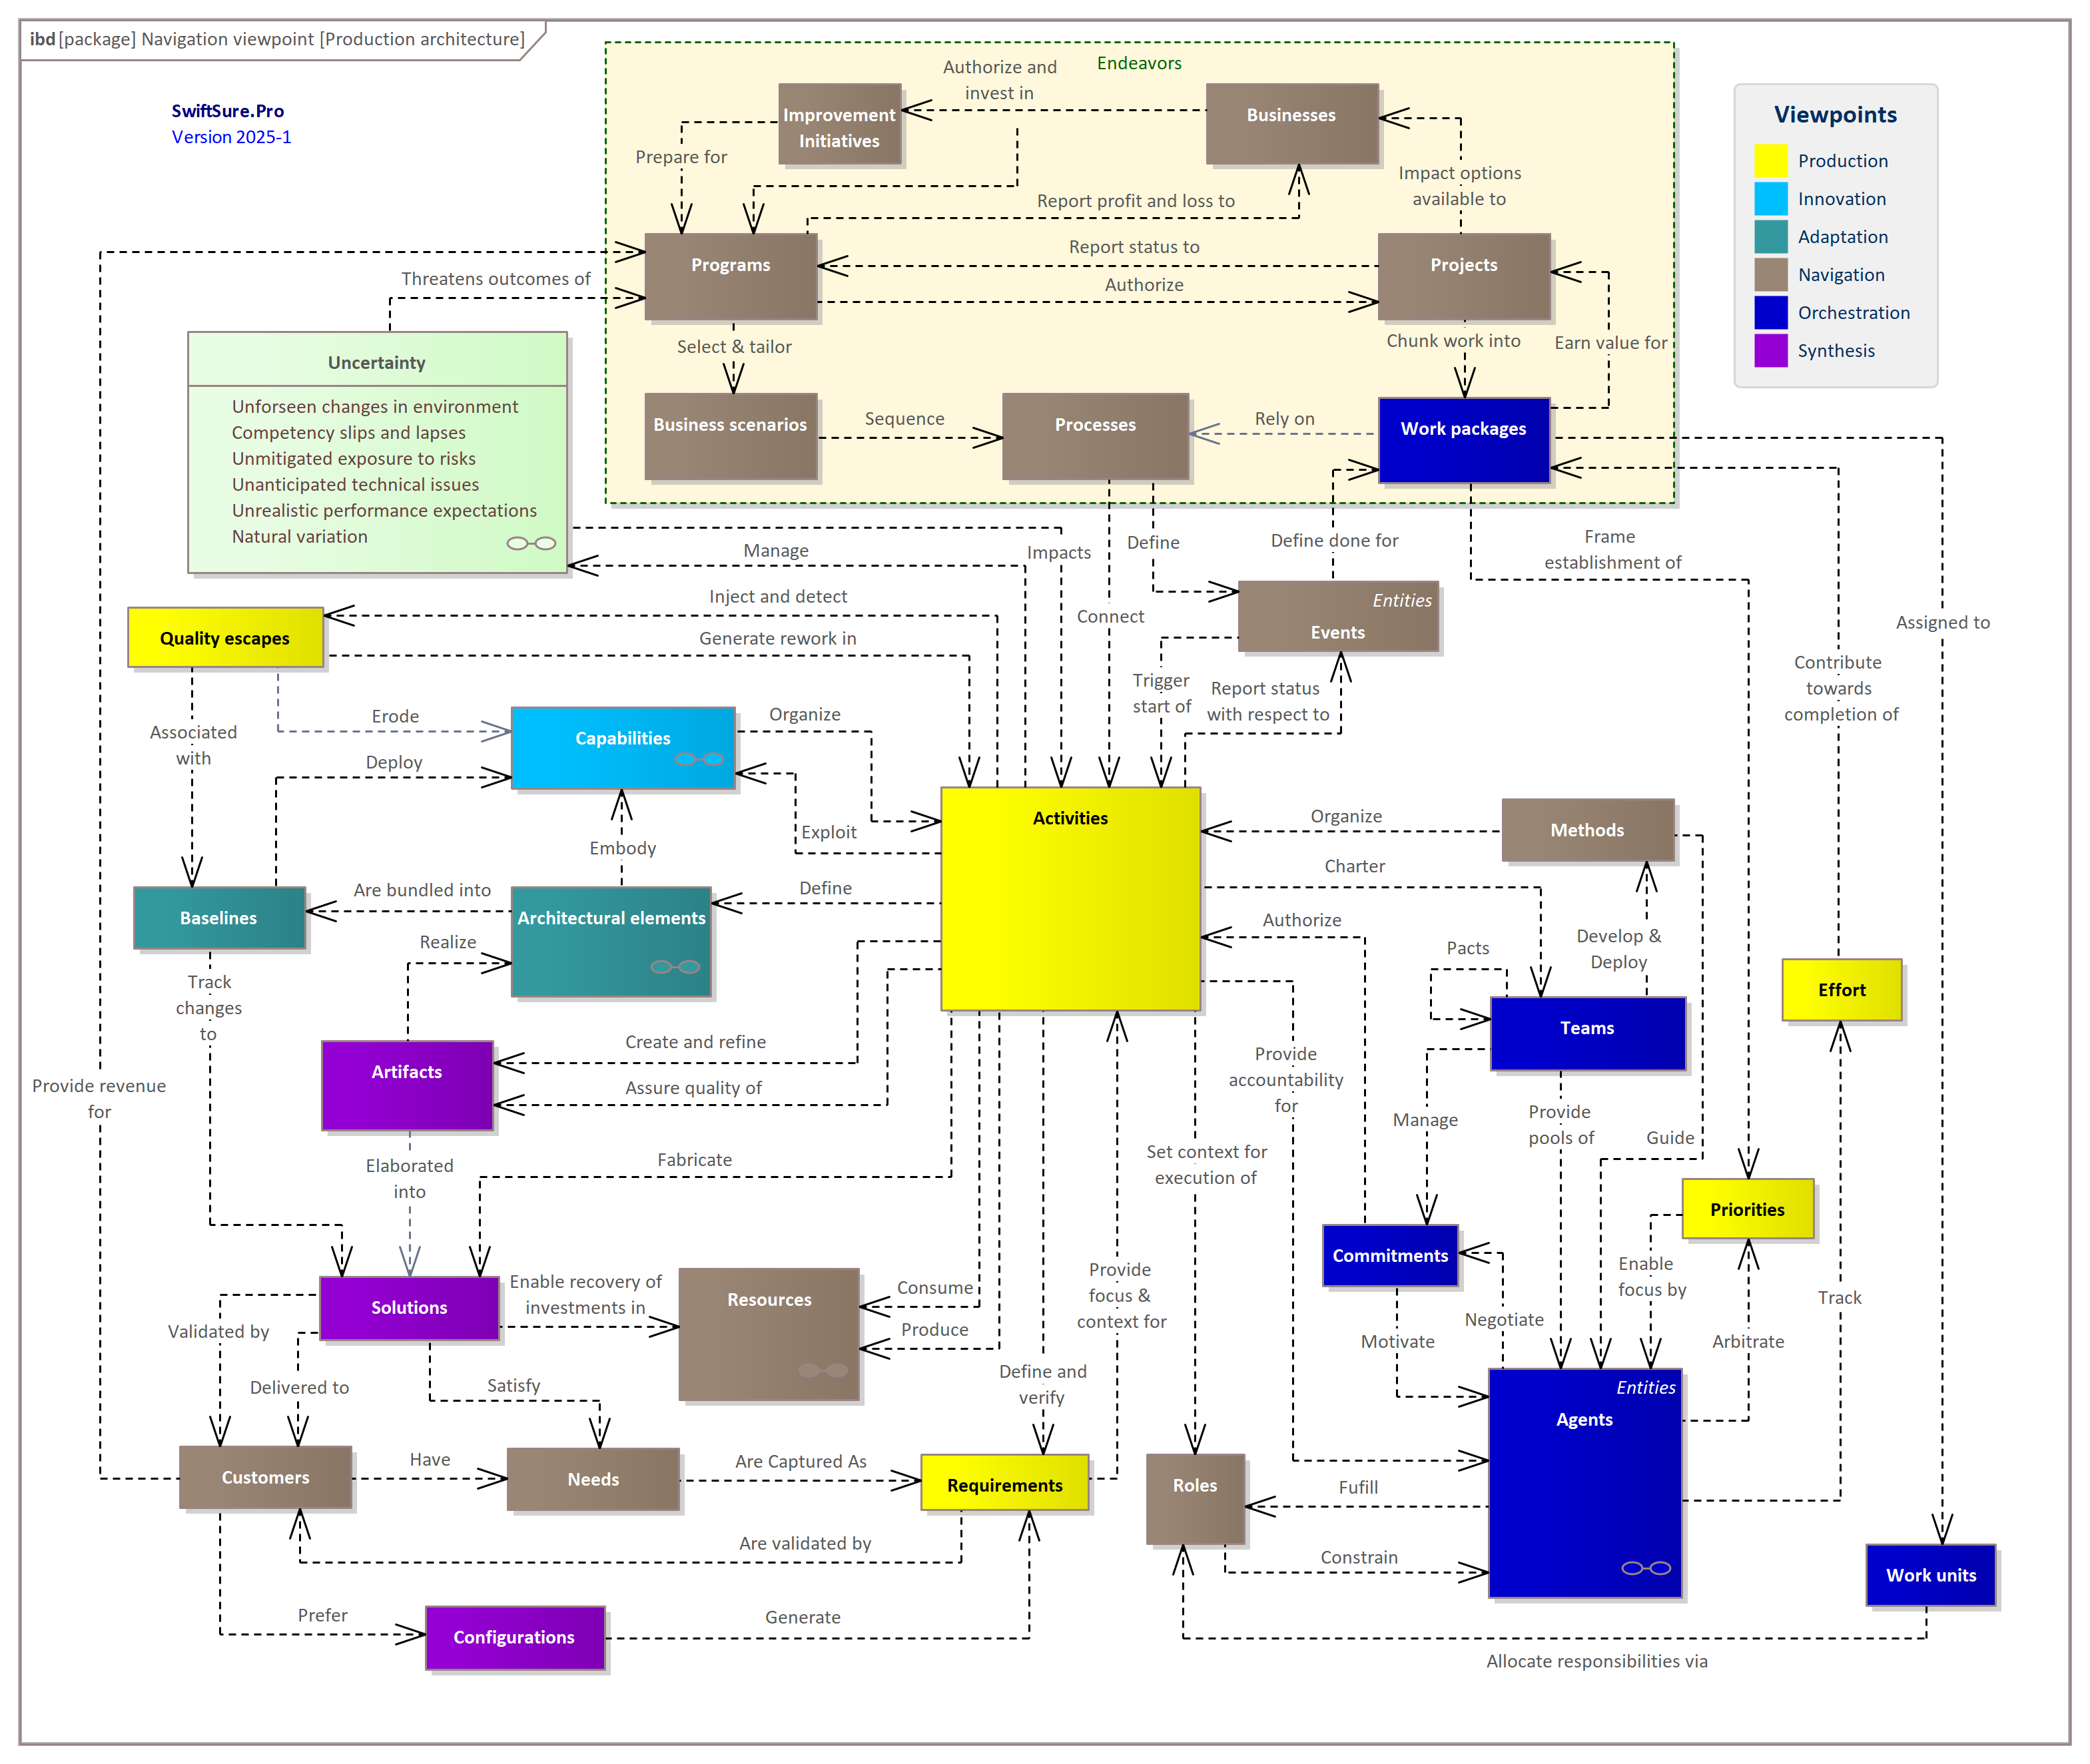 ibd [package] Navigation viewpoint [Production architecture]
SwiftSure.Pro
Version 2025-1
Endeavors
Authorize and
invest in
Improvement
Initiatives
Businesses
Prepare for
Impact options
available to
Report profit and loss to
Programs
Report status to
Authorize
Projects
Threatens outcomes of
Select & tailor
Chunk work into
Earn value for
Business scenarios
Sequence
Processes
Rely on
Work packages
Viewpoints
Production
Innovation
Adaptation
Navigation
Orchestration
Synthesis
Uncertainty
Unforseen changes in environment
Competency slips and lapses
Unmitigated exposure to risks
Unanticipated technical issues
Unrealistic performance expectations
Natural variation
Manage
Impacts
Define
Define done for
Frame
establishment of
Inject and detect
Connect
Entities
Events
Assigned to
Quality escapes
Generate rework in
Contribute
towards
completion of
Trigger
start of
Report status
with respect to
Associated
with
Erode
Deploy
Capabilities
Organize
Exploit
Embody
Activities
Organize
Methods
Charter
Baselines
Are bundled into
Architectural elements
Define
Authorize
Realize
Pacts
Develop &
Deploy
Track
changes
to
Effort
Teams
Create and refine
Artifacts
Assure quality of
Provide revenue
for
Provide
accountability
for
Manage
Provide
pools of
Guide
Elaborated
into
Fabricate
Set context for
execution of
Priorities
Commitments
Enable
focus by
Solutions
Enable recovery of
investments in
Resources
Consume
Produce
Provide
focus &
context for
Track
Validated by
Negotiate
Motivate
Arbitrate
Delivered to
Satisfy
Define and
verify
Entities
Agents
Customers
Have
Needs
Are Captured As
Requirements
Roles
Fufill
Are validated by
Constrain
Work units
Prefer
Configurations
Generate
Allocate responsibilities via